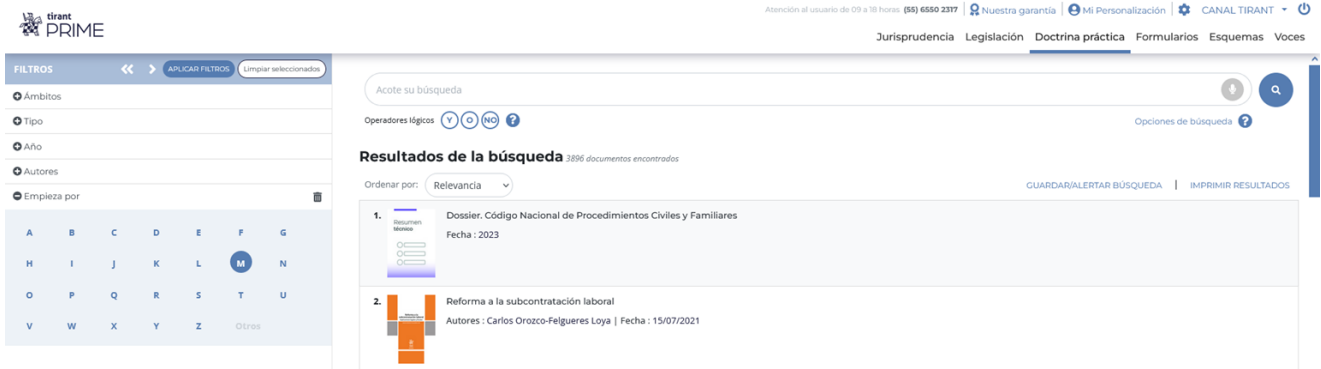 Atención al usuario de 09 a 18 horas (55) 6550 2317 | Nuestra garantía | Mi Personalización | CANAL TIRANT
tirant
PRIME
Jurisprudencia Legislación Doctrina práctica Formularios Esquemas Voces
FILTROS APLICAR FILTROS Limpiar seleccionados
Ámbitos
Tipo
Año
Autores
Empieza por
A B C D E F G
H I J K L M N
O P Q R S T U
V W X Y Z Otros
Acote su búsqueda
Operadores lógicos Y O NO ?
Opciones de búsqueda ?
Resultados de la búsqueda 3896 documentos encontrados
Ordenar por: Relevancia
GUARDAR/ALERTAR BÚSQUEDA | IMPRIMIR RESULTADOS
1.
Resumen
técnico
Dossier. Código Nacional de Procedimientos Civiles y Familiares
Fecha : 2023
2.
Reforma a la subcontratación laboral
Autores : Carlos Orozco-Felgueres Loya | Fecha : 15/07/2021